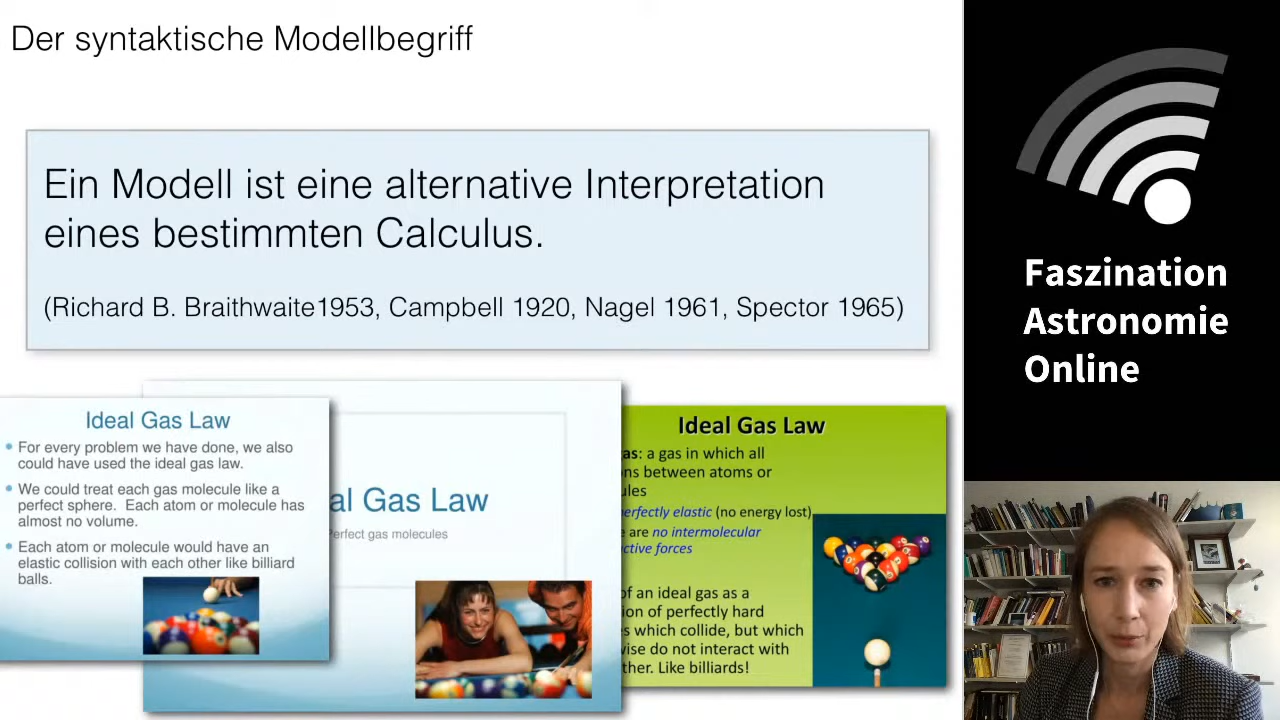 Der syntaktische Modellbegriff
Ein Modell ist eine alternative Interpretation
eines bestimmten Calculus.
(Richard B. Braithwaite1953, Campbell 1920, Nagel 1961, Spector 1965)
Ideal Gas Law
• For every problem we have done, we also
could have used the ideal gas law.
• We could treat each gas molecule like a
perfect sphere.  Each atom or molecule has
almost no volume.
• Each atom or molecule would have an
elastic collision with each other like billiard
balls.
al Gas Law
Perfect gas molecules
Ideal Gas Law
as: a gas in which all
ns between atoms or
ules
erfectly elastic (no energy lost)
e are no intermolecular
ctive forces
of an ideal gas as a
ion of perfectly hard
s which collide, but which
vise do not interact with
ther. Like billiards!
Faszination
Astronomie
Online